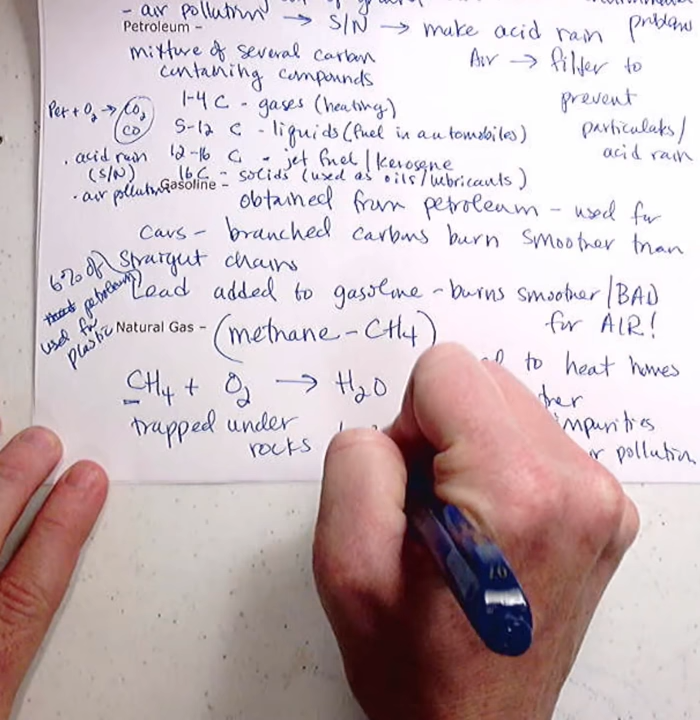 - air pollution → S/N → make acid rain problems
Petroleum -
mixture of several carbon
containing compounds
Air → filter to
prevent
particulates/
acid rain
Pet + O2 → CO2
CO
. acid rain
(S/N)
. air pollution
1-4 C - gases (heating)
5-12 C - liquids (fuel in automobiles)
12-16 C - jet fuel/kerosene
16 C - solids (used as oils/lubricants)
Gasoline -
obtained from petroleum - used for
cars - branched carbons burn smoother than
straight chains
6% of
petroleum
used for
plastic
Lead added to gasoline - burns smoother/BAD
for AIR!
Natural Gas - (methane - CH4)
to heat homes
CH4 + O2 → H2O
trapped under
rocks
impurities
pollution